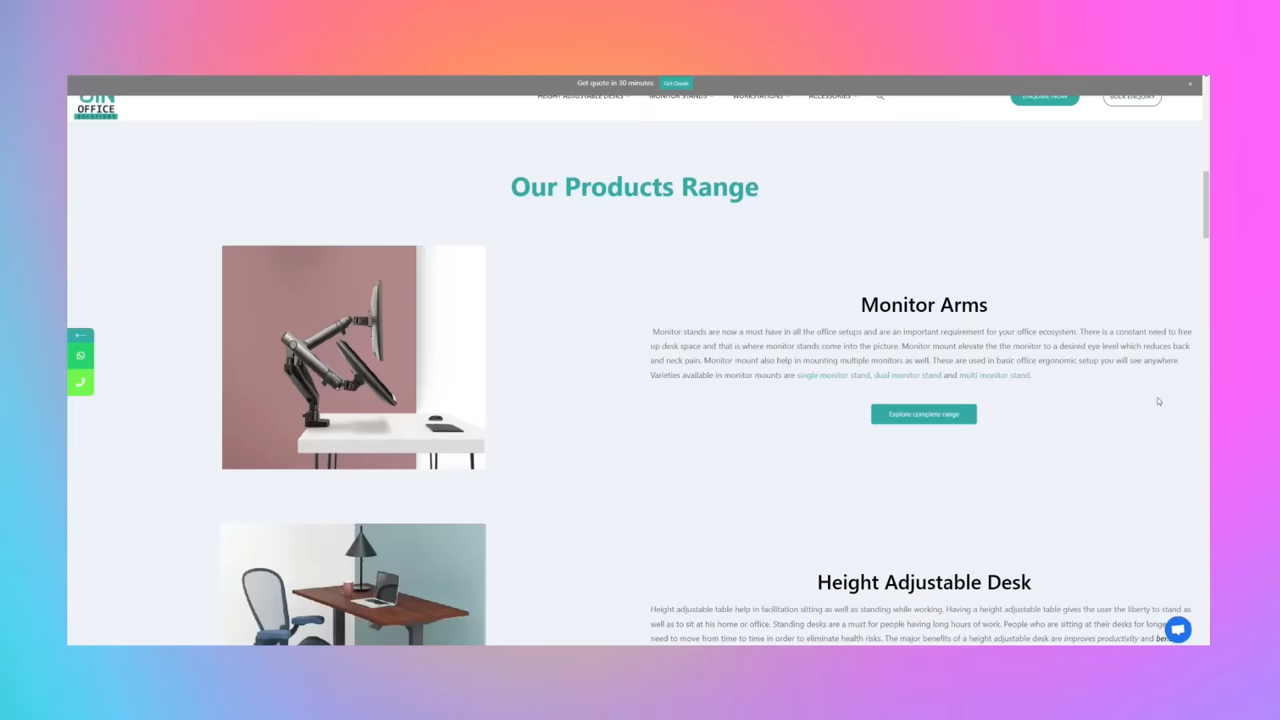 Get quote in 30 minutes Get Quote ×
OFFICE
SOLUTIONS
HEIGHT ADJUSTABLE DESKS MONITOR STANDS WORKSTATIONS ACCESSORIES ENQUIRE NOW BULK ENQUIRY
Our Products Range
Monitor Arms
Monitor stands are now a must have in all the office setups and are an important requirement for your office ecosystem. There is a constant need to free
up desk space and that is where monitor stands come into the picture. Monitor mount elevate the the monitor to a desired eye level which reduces back
and neck pain. Monitor mount also help in mounting multiple monitors as well. These are used in basic office ergonomic setup you will see anywhere.
Varieties available in monitor mounts are single monitor stand, dual monitor stand and multi monitor stand.
Explore complete range
Height Adjustable Desk
Height adjustable table help in facilitation sitting as well as standing while working. Having a height adjustable table gives the user the liberty to stand as
well as to sit at his home or office. Standing desks are a must for people having long hours of work. People who are sitting at their desks for longe
need to move from time to time in order to eliminate health risks. The major benefits of a height adjustable desk are improves productivity and